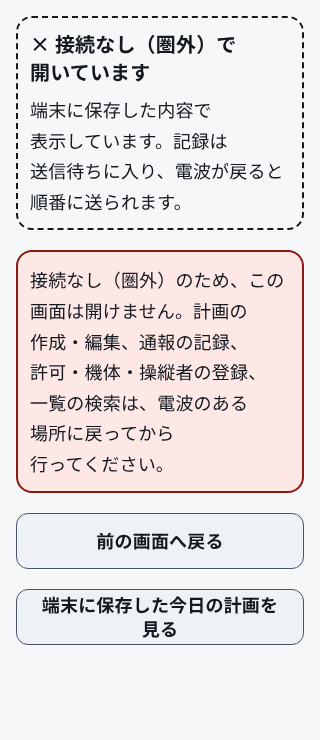 × 接続なし（圏外）で
開いています
端末に保存した内容で
表示しています。記録は
送信待ちに入り、電波が戻ると
順番に送られます。
接続なし（圏外）のため、この
画面は開けません。計画の
作成・編集、通報の記録、
許可・機体・操縦者の登録、
一覧の検索は、電波のある
場所に戻ってから
行ってください。
前の画面へ戻る
端末に保存した今日の計画を
見る